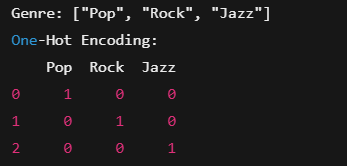 Genre: ["Pop", "Rock", "Jazz"]
One-Hot Encoding:
Pop Rock Jazz
0 1 0 0
1 0 1 0
2 0 0 1